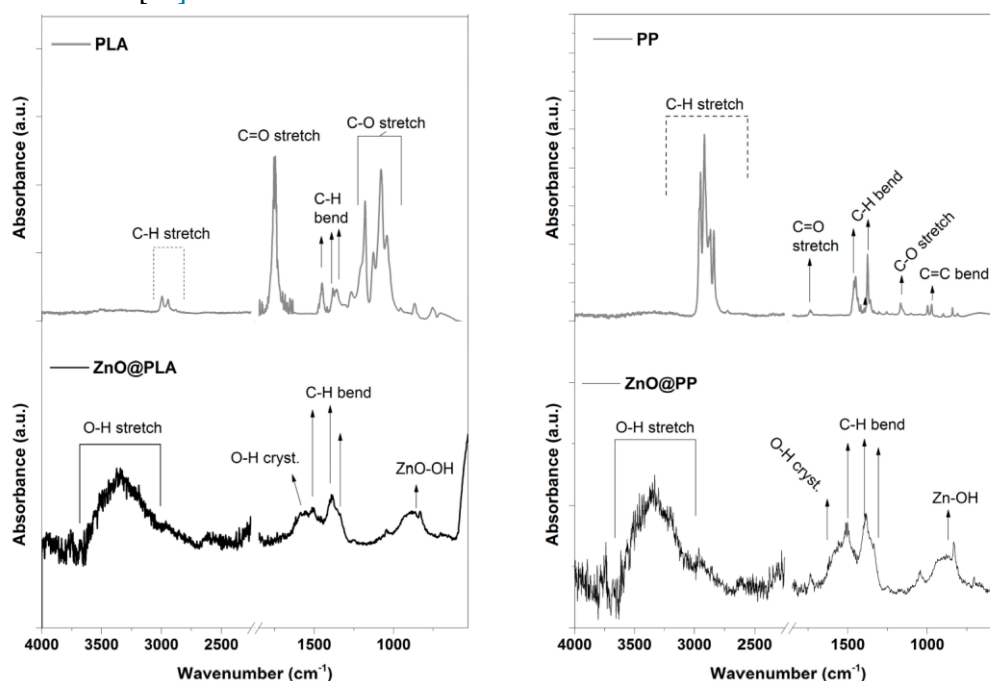 PLA
C=O stretch
C-O stretch
C-H
bend
C-H stretch
Absorbance (a.u.)
ZnO@PLA
O-H stretch
C-H bend
O-H cryst.
ZnO-OH
Absorbance (a.u.)
4000 3500 3000 2500 1500 1000
Wavenumber (cm⁻¹)
PP
C-H stretch
C=O
stretch
C-H bend
C-O stretch
C=C bend
Absorbance (a.u.)
ZnO@PP
O-H stretch
C-H bend
O-H cryst.
Zn-OH
Absorbance (a.u.)
4000 3500 3000 2500 1500 1000
Wavenumber (cm⁻¹)